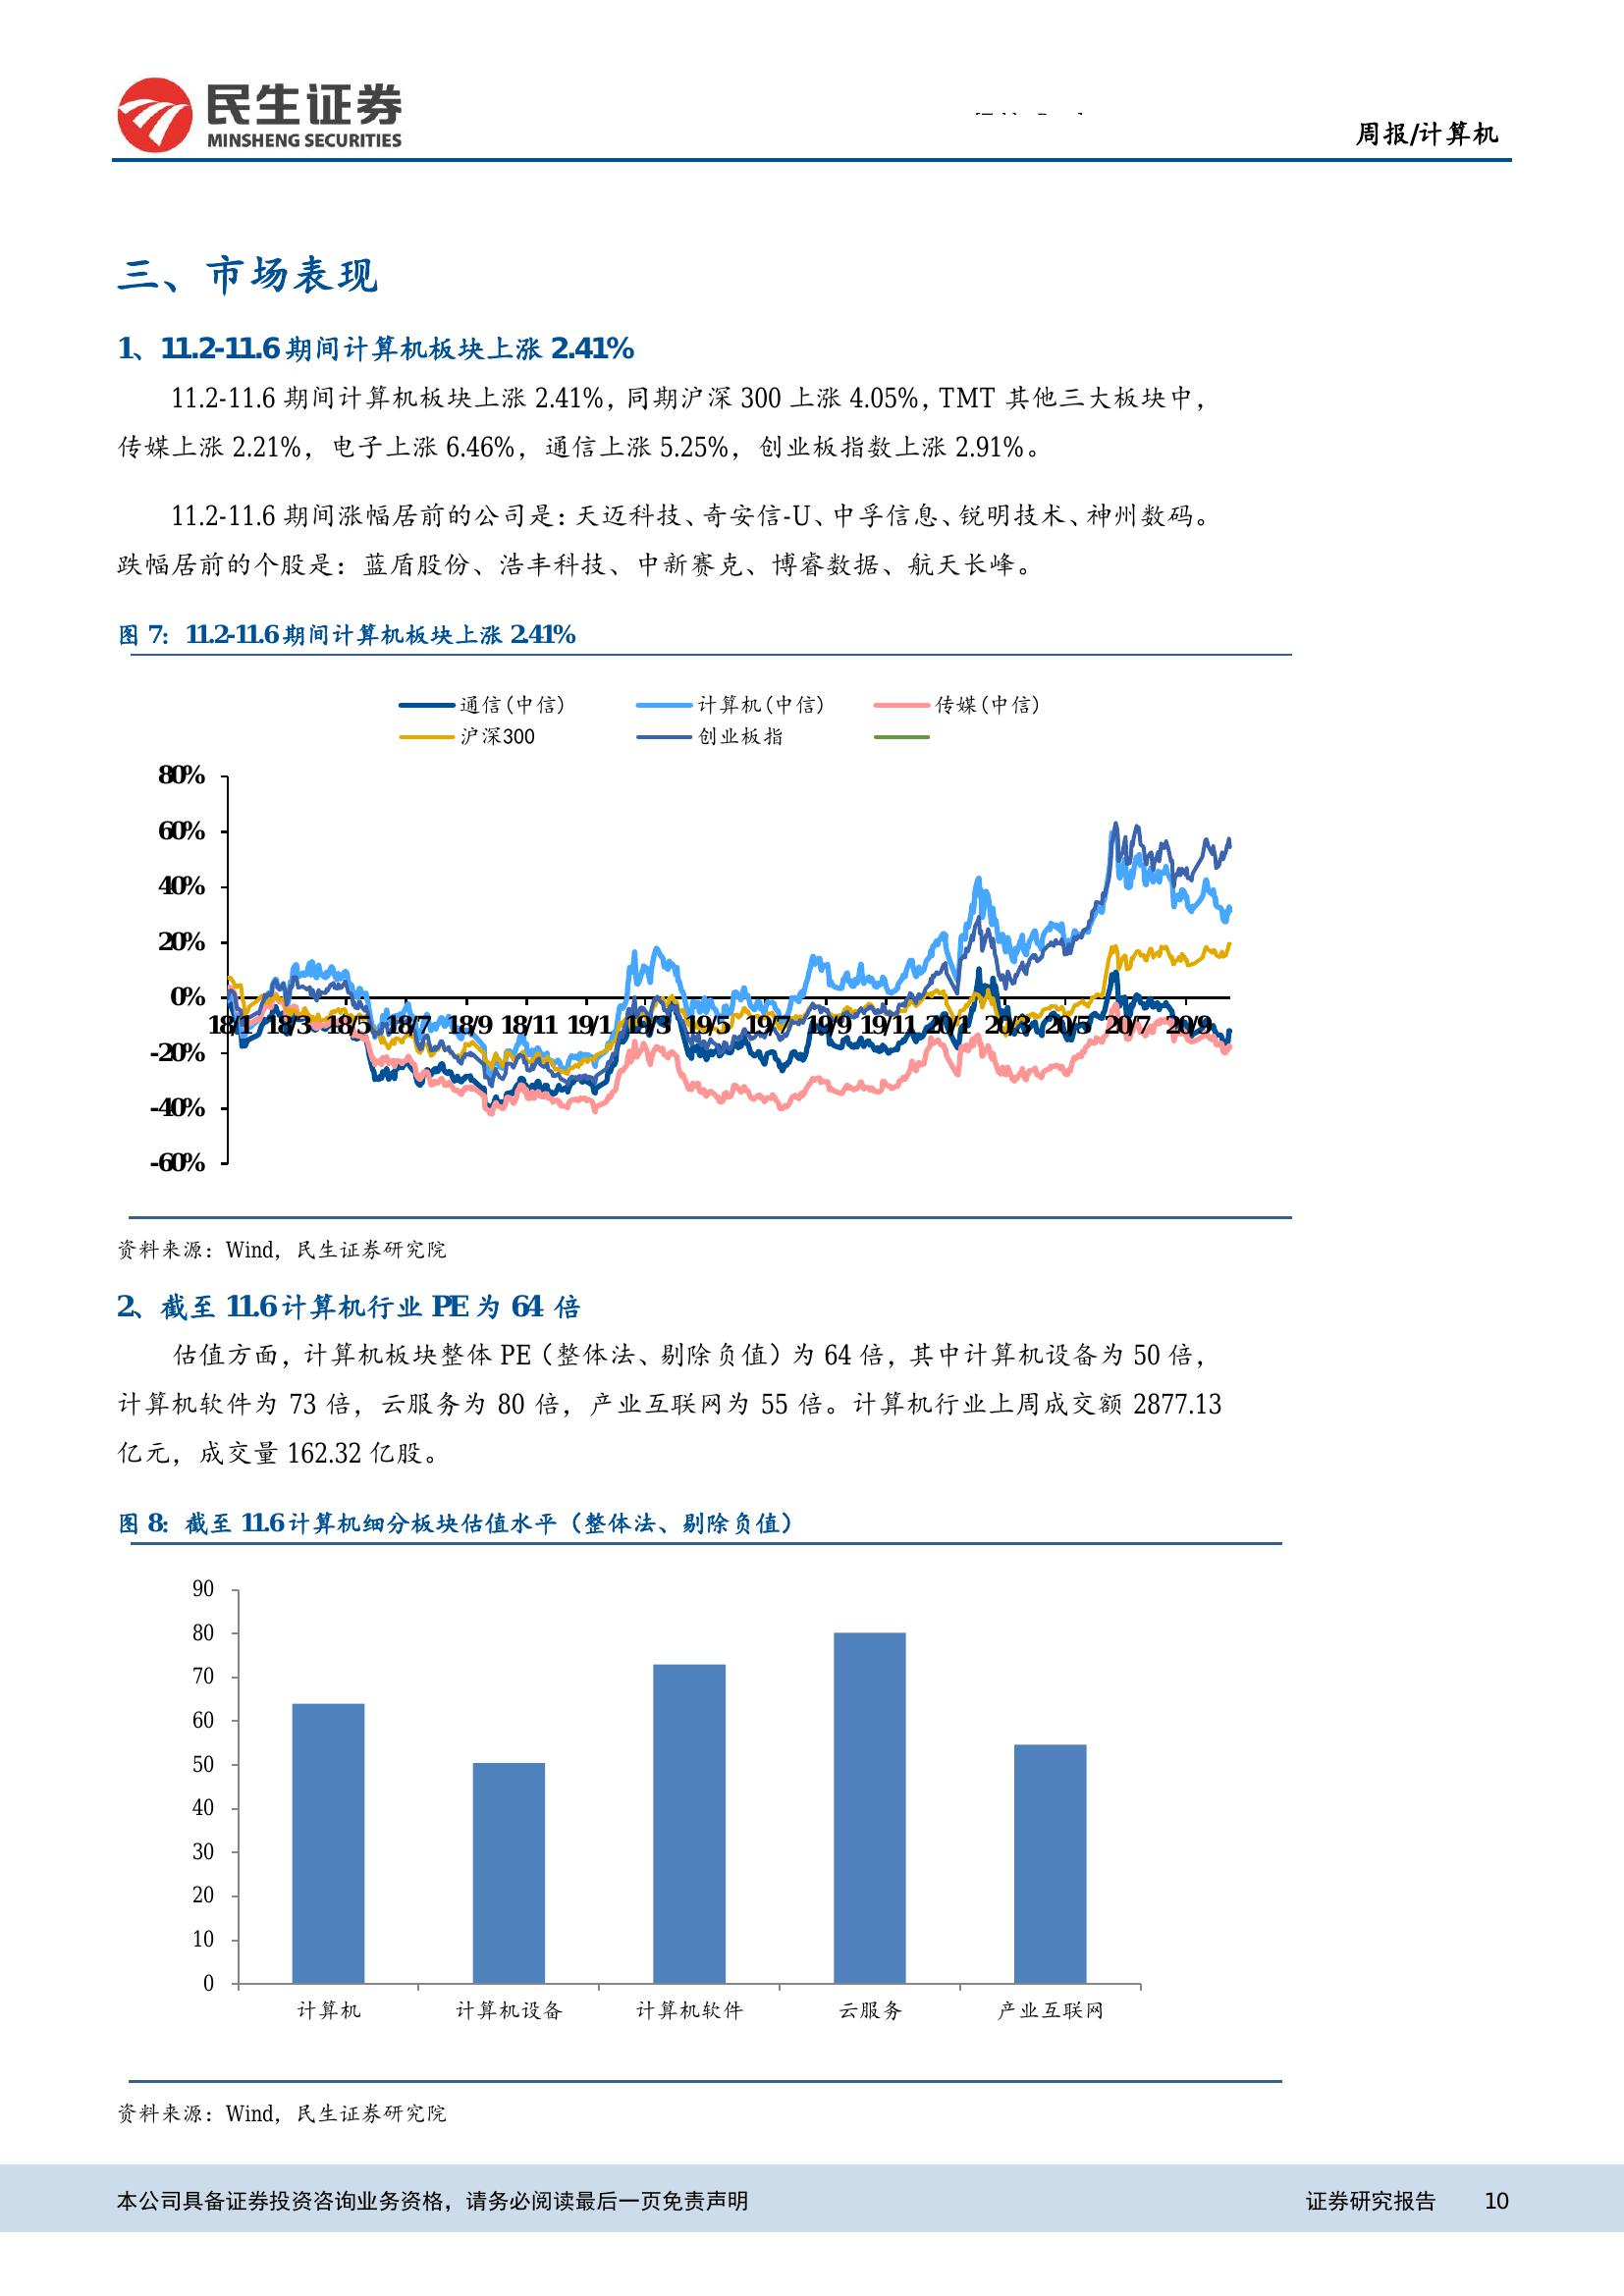 民生证券
MINSHENG SECURITIES
周报/计算机
三、市场表现
1、11.2-11.6期间计算机板块上涨 2.41%
11.2-11.6 期间计算机板块上涨 2.41%，同期沪深 300 上涨 4.05%，TMT 其他三大板块中，
传媒上涨 2.21%，电子上涨 6.46%，通信上涨 5.25%，创业板指数上涨 2.91%。
11.2-11.6 期间涨幅居前的公司是：天迈科技、奇安信-U、中孚信息、锐明技术、神州数码。
跌幅居前的个股是：蓝盾股份、浩丰科技、中新赛克、博睿数据、航天长峰。
图 7：11.2-11.6期间计算机板块上涨 2.41%
通信(中信) 计算机(中信) 传媒(中信)
沪深300 创业板指
80%
60%
40%
20%
0%
18/1 18/3 18/5 18/7 18/9 18/11 19/1 19/3 19/5 19/7 19/9 19/11 20/1 20/3 20/5 20/7 20/9
-20%
-40%
-60%
资料来源：Wind，民生证券研究院
2、截至 11.6计算机行业 PE 为 64 倍
估值方面，计算机板块整体 PE（整体法、剔除负值）为 64 倍，其中计算机设备为 50 倍，
计算机软件为 73 倍，云服务为 80 倍，产业互联网为 55 倍。计算机行业上周成交额 2877.13
亿元，成交量 162.32 亿股。
图 8：截至 11.6计算机细分板块估值水平（整体法、剔除负值）
90
80
70
60
50
40
30
20
10
0
计算机 计算机设备 计算机软件 云服务 产业互联网
资料来源：Wind，民生证券研究院
本公司具备证券投资咨询业务资格，请务必阅读最后一页免责声明 证券研究报告 10